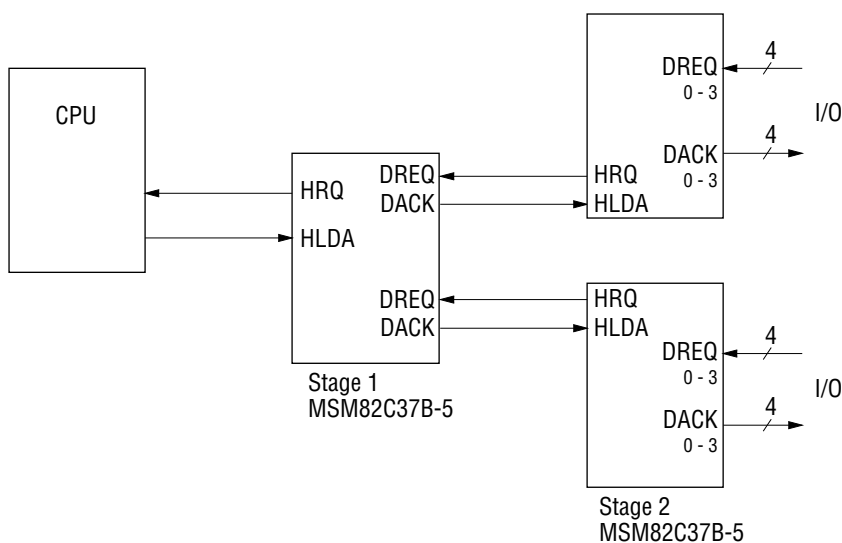 CPU
HRQ
HLDA
DREQ
DACK
DREQ
DACK
Stage 1
MSM82C37B-5
DREQ
0 - 3
DACK
0 - 3
HRQ
HLDA
4
4
I/O
HRQ
HLDA
DREQ
0 - 3
DACK
0 - 3
4
4
I/O
Stage 2
MSM82C37B-5